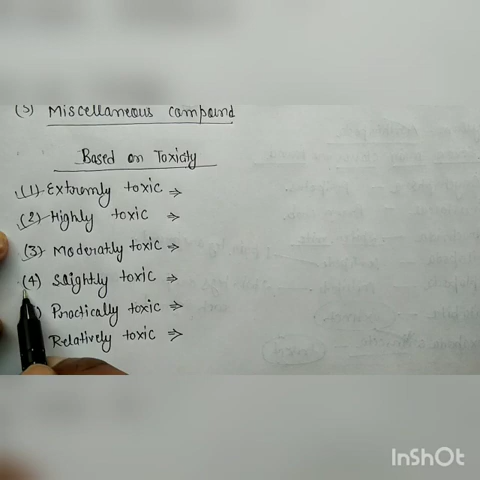 (5) Miscellaneous compound
Based on Toxicity
(1) Extremly toxic ⇒
(2) Highly toxic ⇒
(3) Moderatly toxic ⇒
(4) Slightly toxic ⇒
) Practically toxic ⇒
Relatively toxic ⇒
InShOt